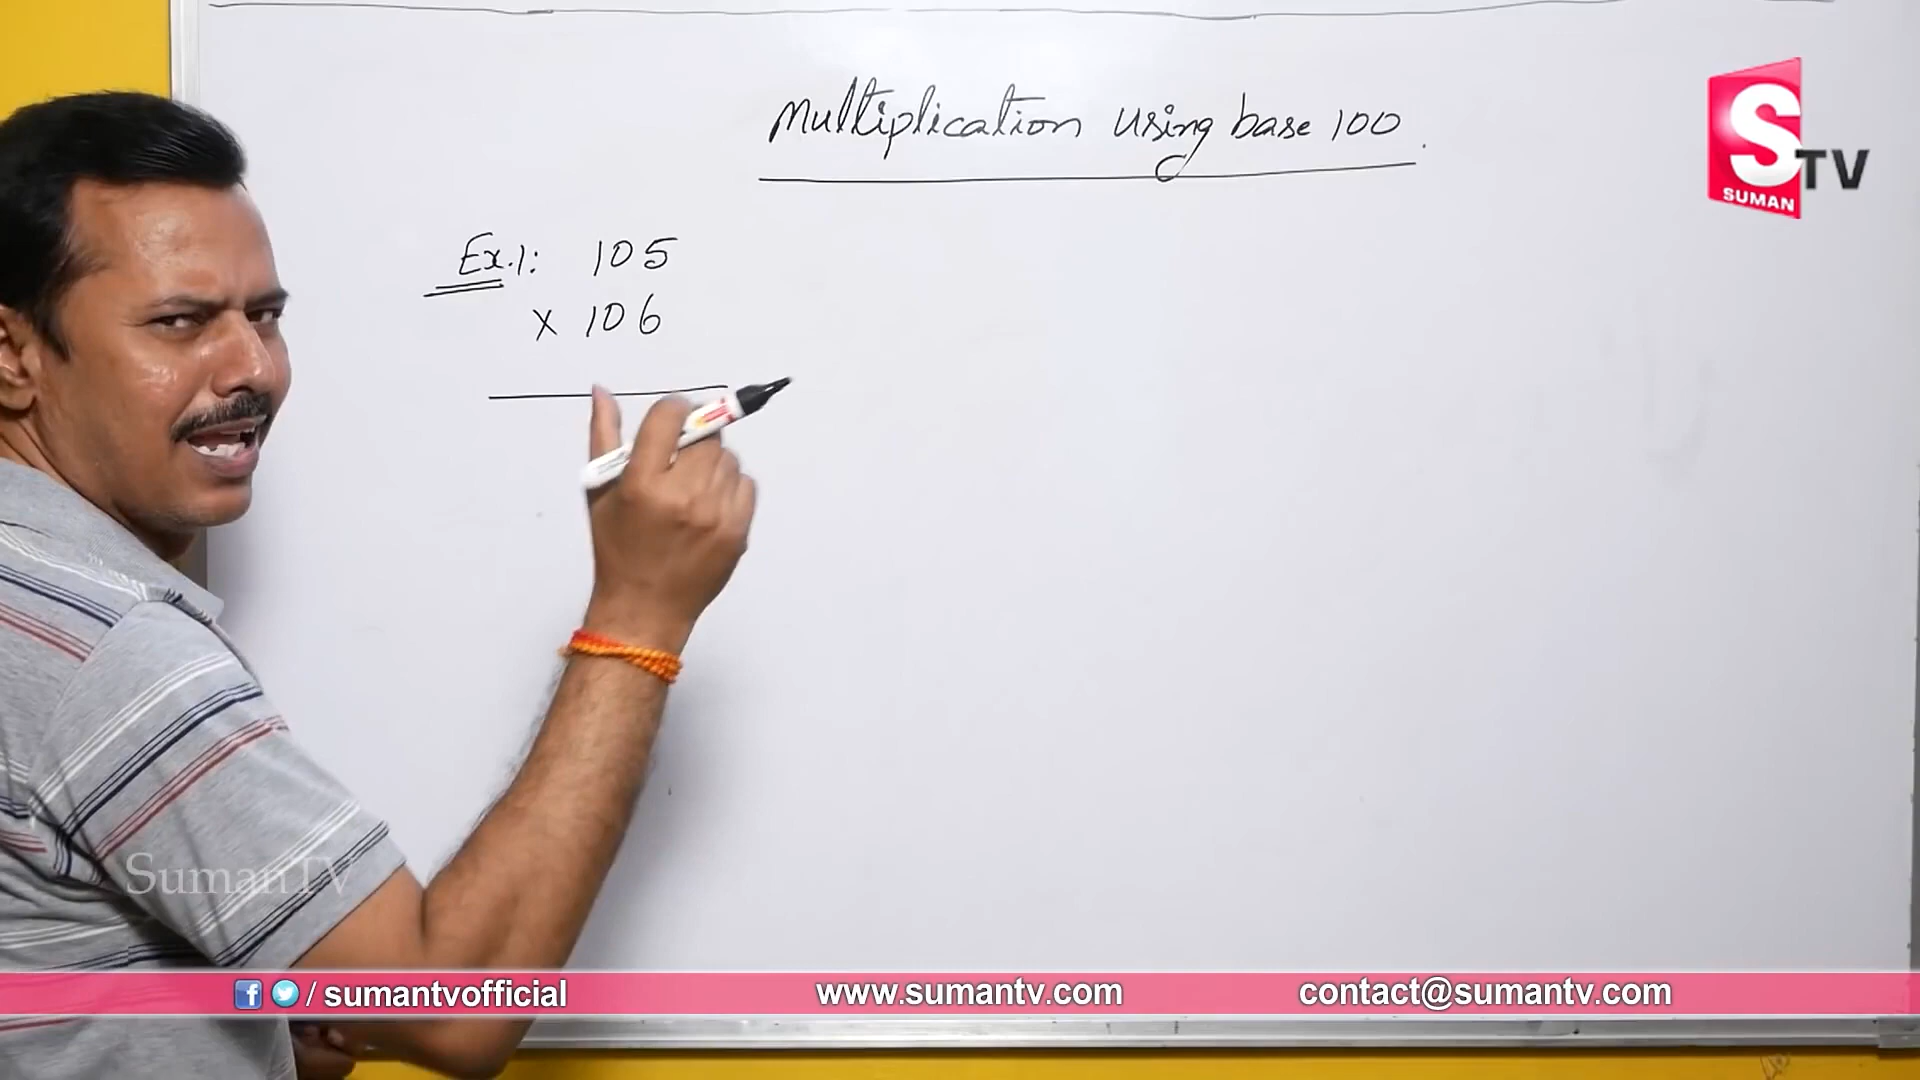 Multiplication using base 100.
S TV
SUMAN
Ex.1: 105
x 106
SumanTV
/ sumantvofficial
www.sumantv.com
contact@sumantv.com